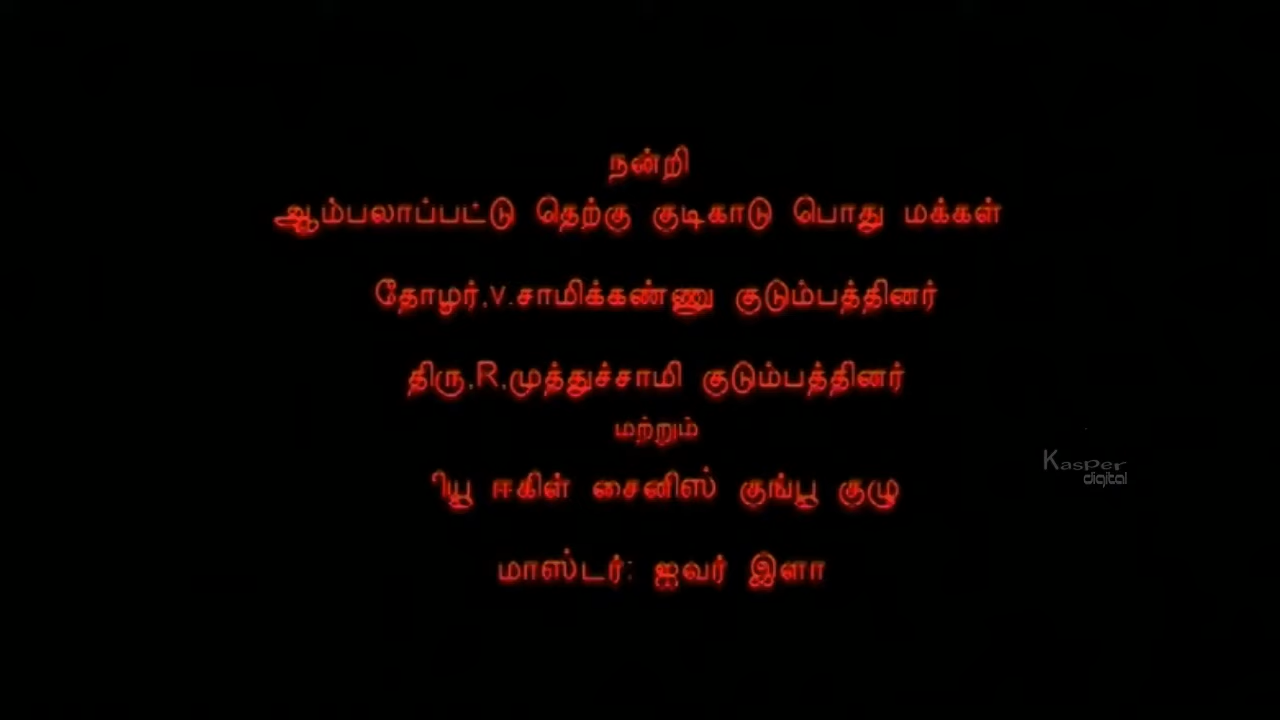 நன்றி
ஆம்பலாப்பட்டு தெற்கு குடிகாடு பொது மக்கள்
தோழர்,v.சாமிக்கண்ணு குடும்பத்தினர்
திரு,R,முத்துச்சாமி குடும்பத்தினர்
மற்றும்
ஈகிள் சைனிஸ் குங்பூ குழு
மாஸ்டர்: ஐவர் இளா
Kasper
digital